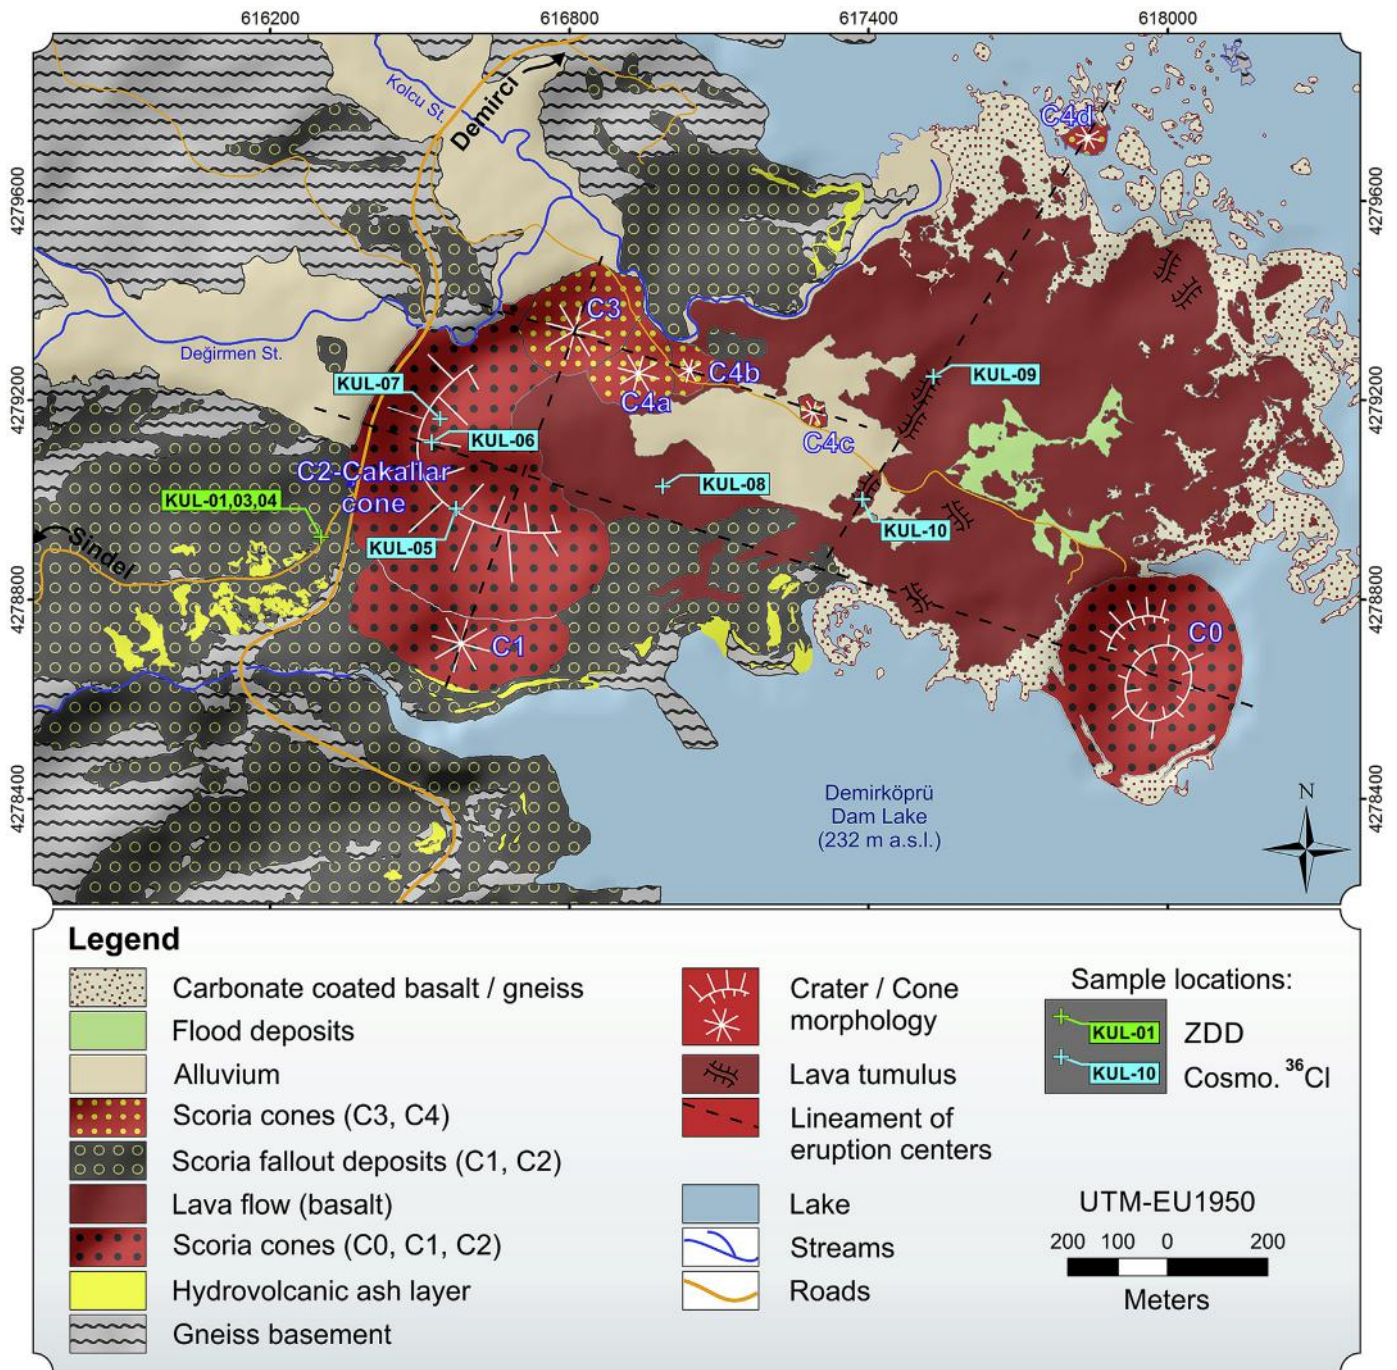 616200
616800
617400
618000
4279600
4279200
4278800
4278400
4279600
4279200
4278800
4278400
Kolcu St.
Demirci
C4d
C3
Değirmen St.
KUL-07
C4b
KUL-09
C4a
KUL-06
C4c
C2-Cakallar
cone
KUL-08
KUL-01,03,04
KUL-10
KUL-05
Sindel
C1
C0
Demirköprü
Dam Lake
(232 m a.s.l.)
N
Legend
Carbonate coated basalt / gneiss
Flood deposits
Alluvium
Scoria cones (C3, C4)
Scoria fallout deposits (C1, C2)
Lava flow (basalt)
Scoria cones (C0, C1, C2)
Hydrovolcanic ash layer
Gneiss basement
Crater / Cone
morphology
Lava tumulus
Lineament of
eruption centers
Lake
Streams
Roads
Sample locations:
KUL-01 ZDD
KUL-10 Cosmo. ³⁶Cl
UTM-EU1950
200 100 0 200
Meters